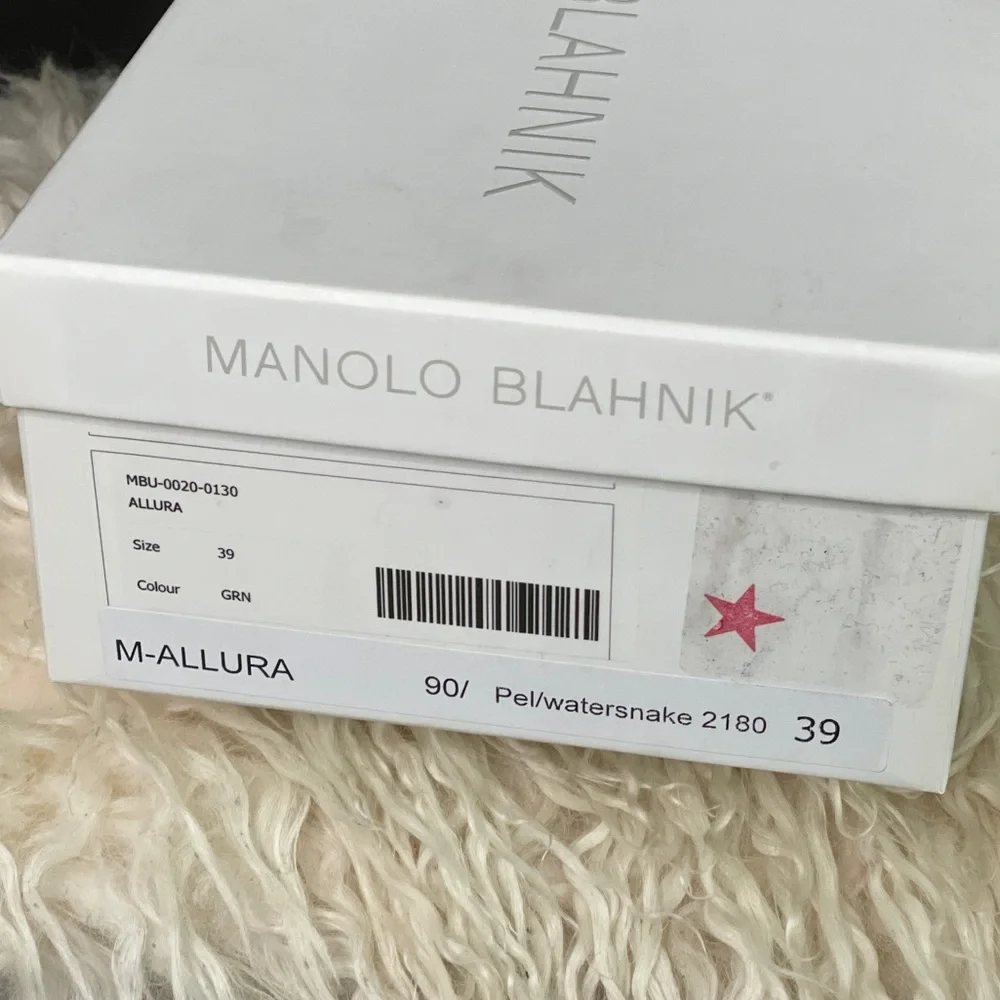 BLAHNIK
MANOLO BLAHNIK®
MBU-0020-0130
ALLURA
Size 39
Colour GRN
M-ALLURA 90/ Pel/watersnake 2180 39